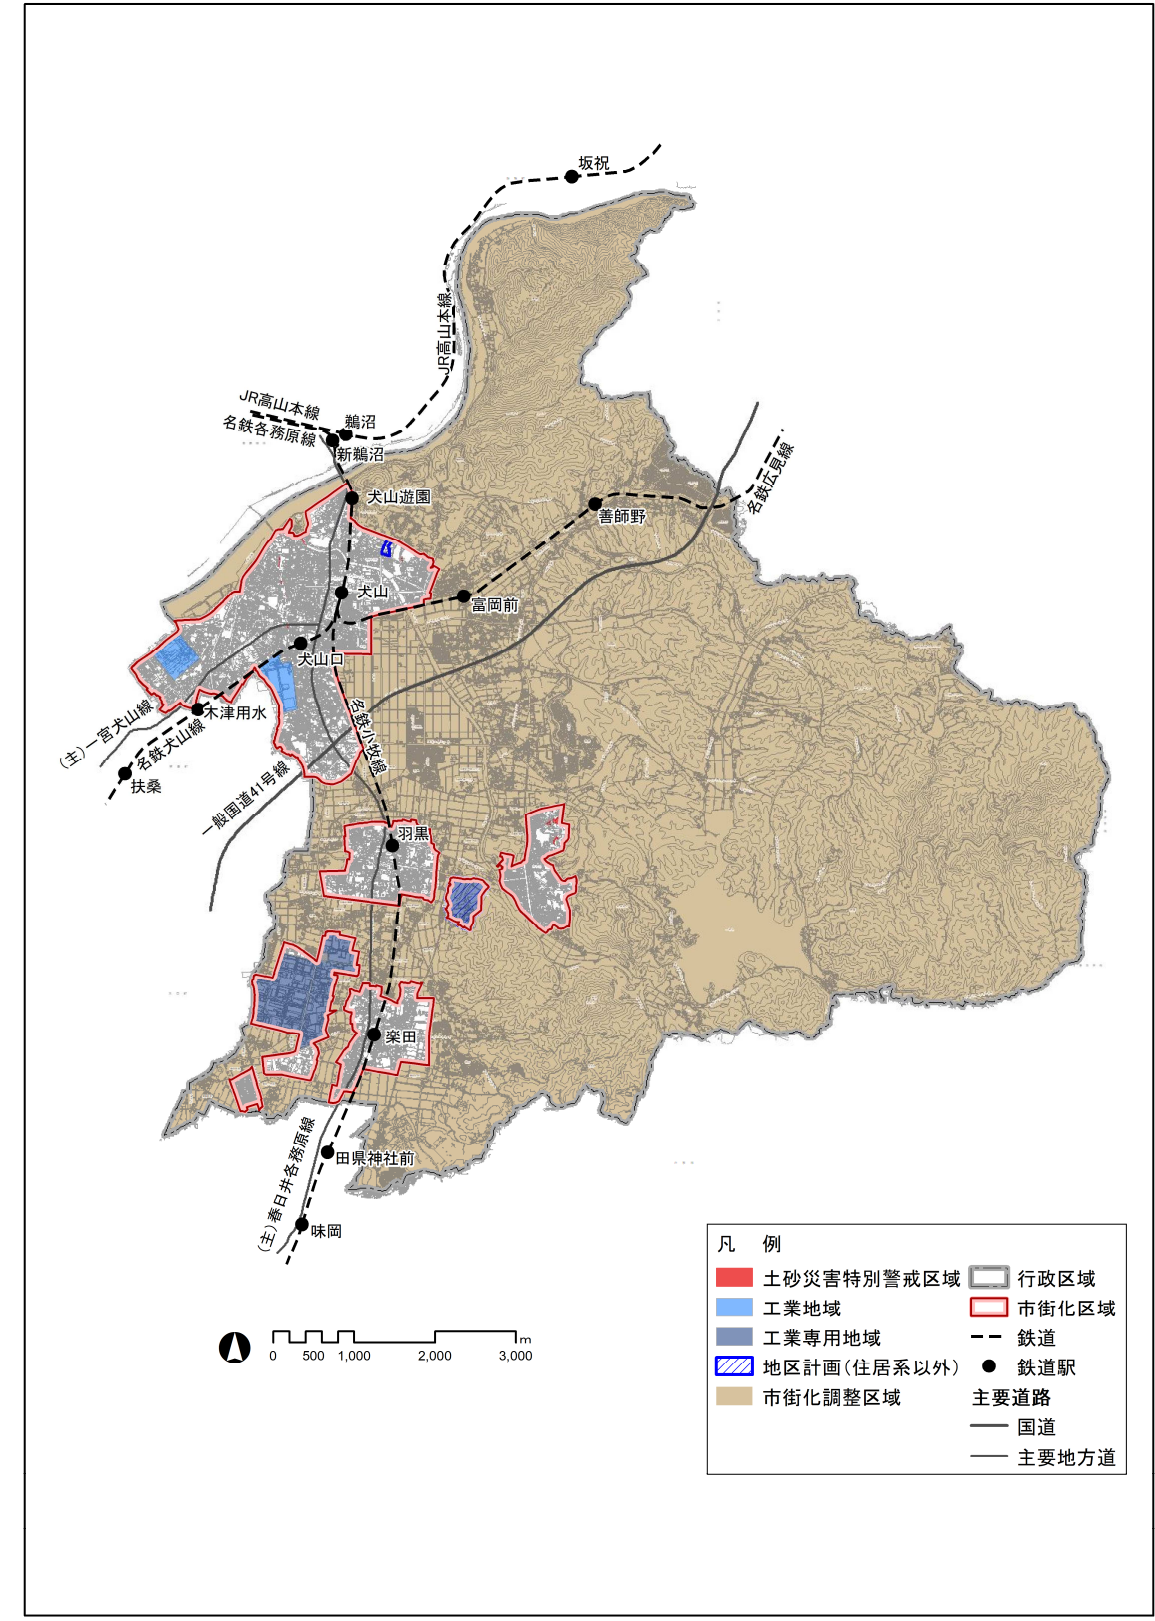 坂祝
JR高山本線
JR高山本線
名鉄各務原線
鵜沼
新鵜沼
犬山遊園
名鉄広見線
善師野
犬山
富岡前
犬山口
木津用水
(主)一宮犬山線
名鉄犬山線
扶桑
名鉄小牧線
一般国道41号線
羽黒
楽田
(主)春日井各務原線
田県神社前
味岡
0 500 1,000 2,000 3,000 m
凡 例
土砂災害特別警戒区域
工業地域
工業専用地域
地区計画(住居系以外)
市街化調整区域
行政区域
市街化区域
鉄道
鉄道駅
主要道路
国道
主要地方道